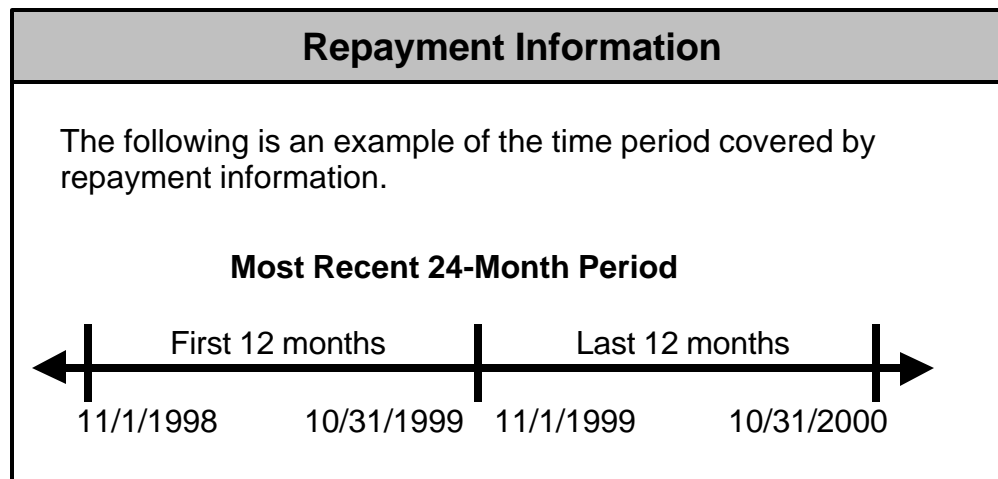 Repayment Information
The following is an example of the time period covered by
repayment information.
Most Recent 24-Month Period
First 12 months Last 12 months
11/1/1998 10/31/1999 11/1/1999 10/31/2000